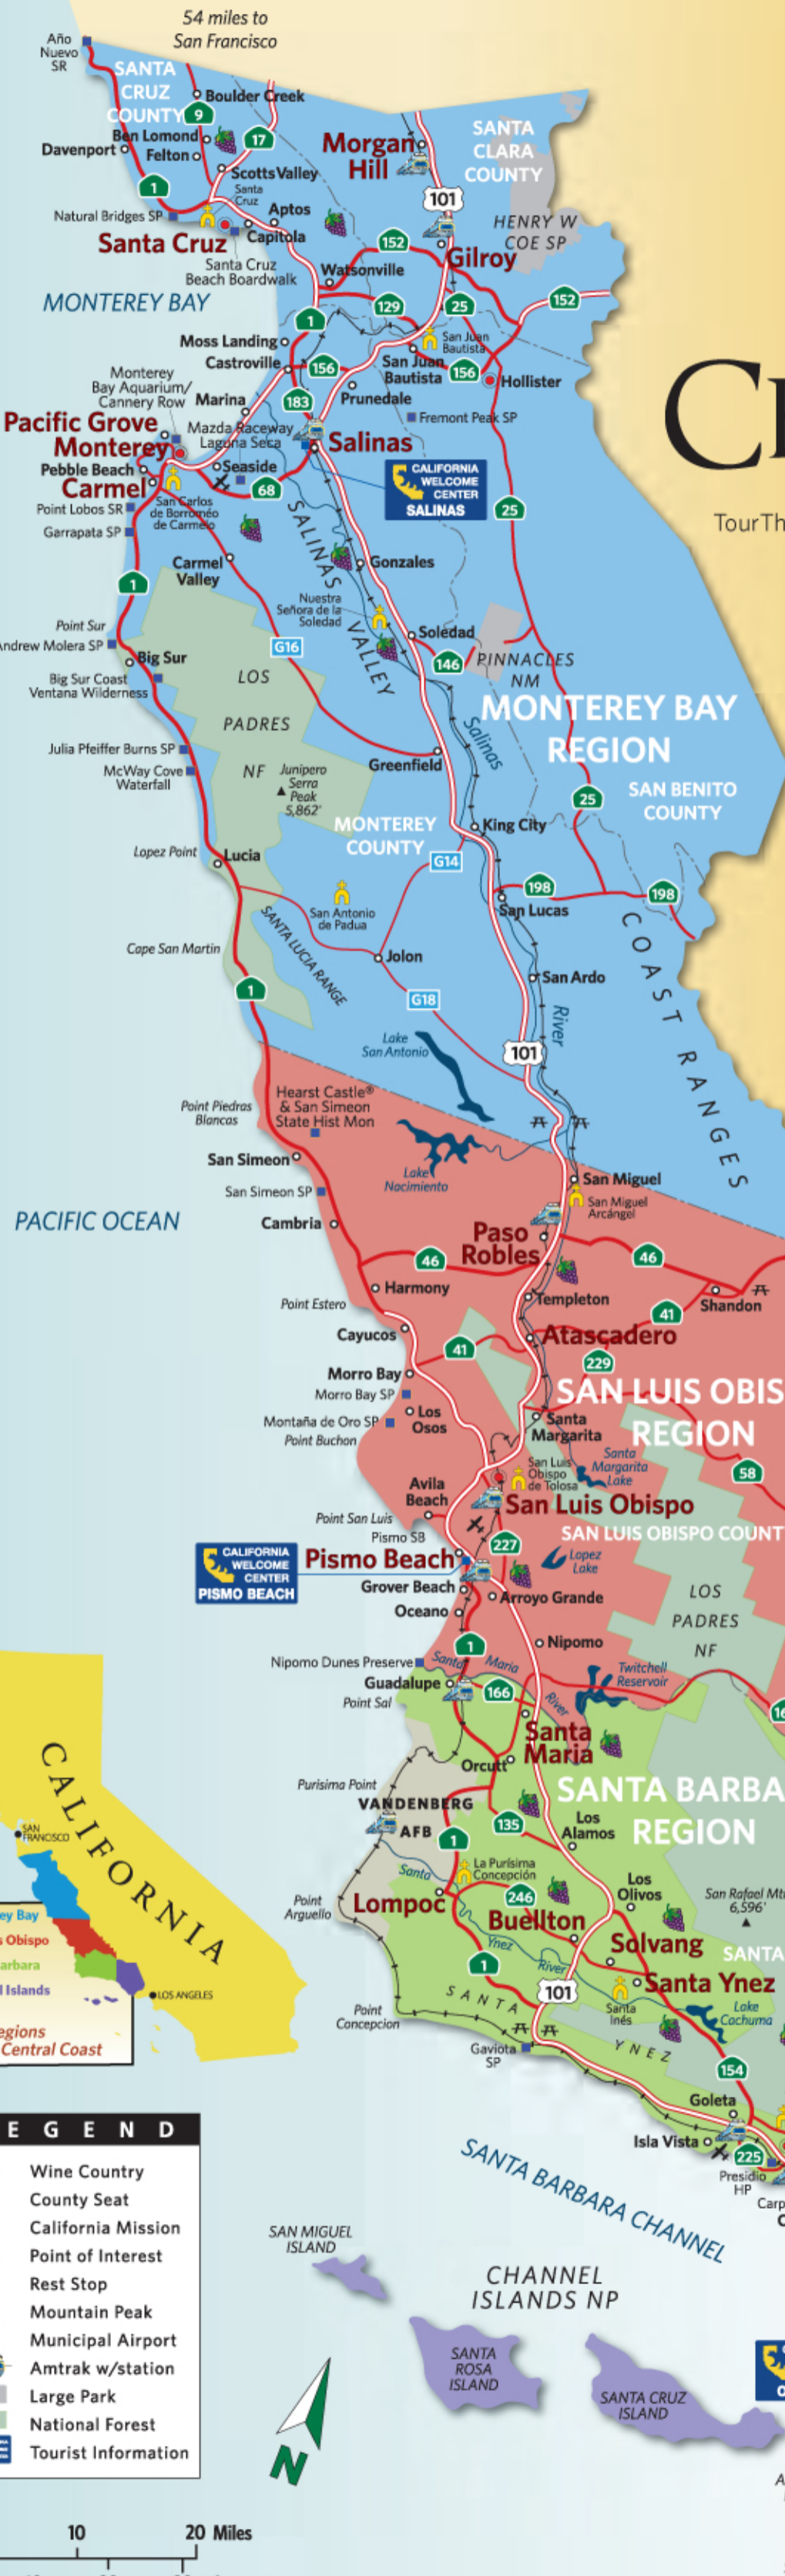 54 miles to
San Francisco
Año
Nuevo
SR
SANTA
CRUZ
COUNTY
Boulder Creek
9
Ben Lomond
17
Davenport
Felton
Morgan
Hill
SANTA
CLARA
COUNTY
Scotts Valley
1
Santa
Cruz
101
Natural Bridges SP
Aptos
HENRY W
COE SP
Santa Cruz
Capitola
152
Gilroy
Santa Cruz
Beach Boardwalk
Watsonville
MONTEREY BAY
129
25
152
1
Moss Landing
San Juan
Bautista
Castroville
156
San Juan
Bautista
156
Hollister
Monterey
Bay Aquarium/
Cannery Row
Marina
183
Prunedale
Pacific Grove
Fremont Peak SP
Mazda Raceway
Laguna Seca
Salinas
Monterey
Pebble Beach
Seaside
CALIFORNIA
WELCOME
CENTER
SALINAS
Carmel
68
Point Lobos SR
San Carlos
de Borroméo
de Carmelo
25
Garrapata SP
SALINAS VALLEY
Carmel
Valley
Gonzales
1
Nuestra
Señora de la
Soledad
Point Sur
Soledad
ndrew Molera SP
G16
146
PINNACLES
NM
Big Sur
Big Sur Coast
Ventana Wilderness
LOS
PADRES
NF
MONTEREY BAY
REGION
Salinas
Julia Pfeiffer Burns SP
McWay Cove
Waterfall
Junipero
Serra
Peak
5,862'
Greenfield
25
SAN BENITO
COUNTY
MONTEREY
COUNTY
King City
Lopez Point
Lucia
G14
198
198
San Antonio
de Padua
San Lucas
SANTA LUCIA RANGE
COAST RANGES
Cape San Martin
Jolon
San Ardo
1
G18
River
Lake
San Antonio
101
Hearst Castle®
& San Simeon
State Hist Mon
Point Piedras
Blancas
San Simeon
Lake
Nacimiento
San Miguel
San Simeon SP
San Miguel
Arcángel
PACIFIC OCEAN
Cambria
Paso
Robles
46
46
Harmony
Templeton
Shandon
Point Estero
41
Cayucos
41
Atascadero
229
Morro Bay
SAN LUIS OBIS
REGION
Morro Bay SP
Los
Osos
Santa
Margarita
Montaña de Oro SP
Point Buchon
Santa
Margarita
Lake
58
San Luis
Obispo
de Tolosa
Avila
Beach
San Luis Obispo
Point San Luis
SAN LUIS OBISPO COUNT
Pismo SB
227
CALIFORNIA
WELCOME
CENTER
PISMO BEACH
Pismo Beach
Lopez
Lake
Grover Beach
Arroyo Grande
LOS
PADRES
NF
Oceano
1
Nipomo
Nipomo Dunes Preserve
Santa Maria River
Twitchell
Reservoir
Guadalupe
166
16
Point Sal
Santa
Maria
Orcutt
Purisima Point
SANTA BARBA
REGION
VANDENBERG
AFB
135
Los
Alamos
1
La Purísima
Concepción
Santa Ynez River
246
Los
Olivos
San Rafael Mt
6,596'
Point
Arguello
Lompoc
Buellton
Solvang
SANTA
1
101
Santa Ynez
SANTA YNEZ
Santa
Inés
Lake
Cachuma
Point
Concepcion
Gaviota
SP
154
Goleta
Isla Vista
225
Presidio
HP
Carp
C
SANTA BARBARA CHANNEL
SAN MIGUEL
ISLAND
CHANNEL
ISLANDS NP
SANTA
ROSA
ISLAND
SANTA CRUZ
ISLAND
TourTh
CALIFORNIA
SAN
FRANCISCO
ey Bay
s Obispo
arbara
l Islands
LOS ANGELES
egions
Central Coast
E G E N D
Wine Country
County Seat
California Mission
Point of Interest
Rest Stop
Mountain Peak
Municipal Airport
Amtrak w/station
Large Park
National Forest
Tourist Information
N
10 20 Miles